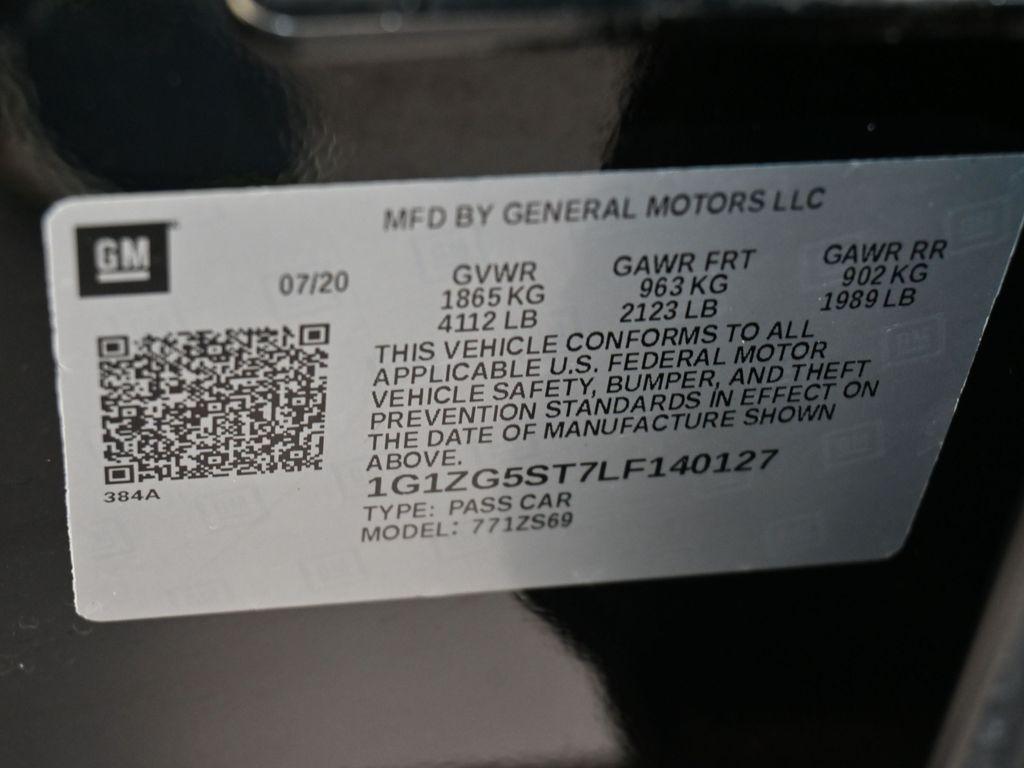 MFD BY GENERAL MOTORS LLC
GM
07/20
GVWR
1865 KG
4112 LB
GAWR FRT
963 KG
2123 LB
GAWR RR
902 KG
1989 LB
THIS VEHICLE CONFORMS TO ALL
APPLICABLE U.S. FEDERAL MOTOR
VEHICLE SAFETY, BUMPER, AND THEFT
PREVENTION STANDARDS IN EFFECT ON
THE DATE OF MANUFACTURE SHOWN
ABOVE.
384A
1G1ZG5ST7LF140127
TYPE: PASS CAR
MODEL: 771ZS69